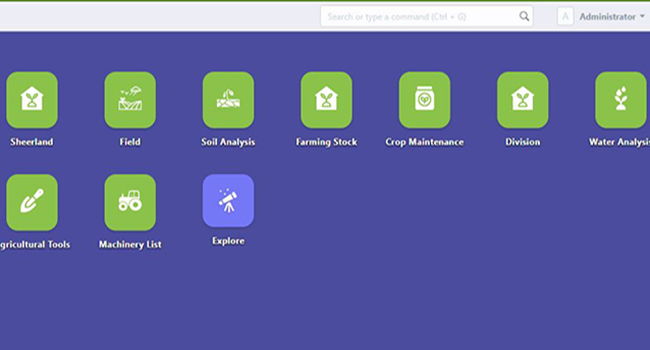 Search or type a command (Ctrl + G)
A Administrator
Sheerland Field Soil Analysis Farming Stock Crop Maintenance Division Water Analysis
gricultural Tools Machinery List Explore